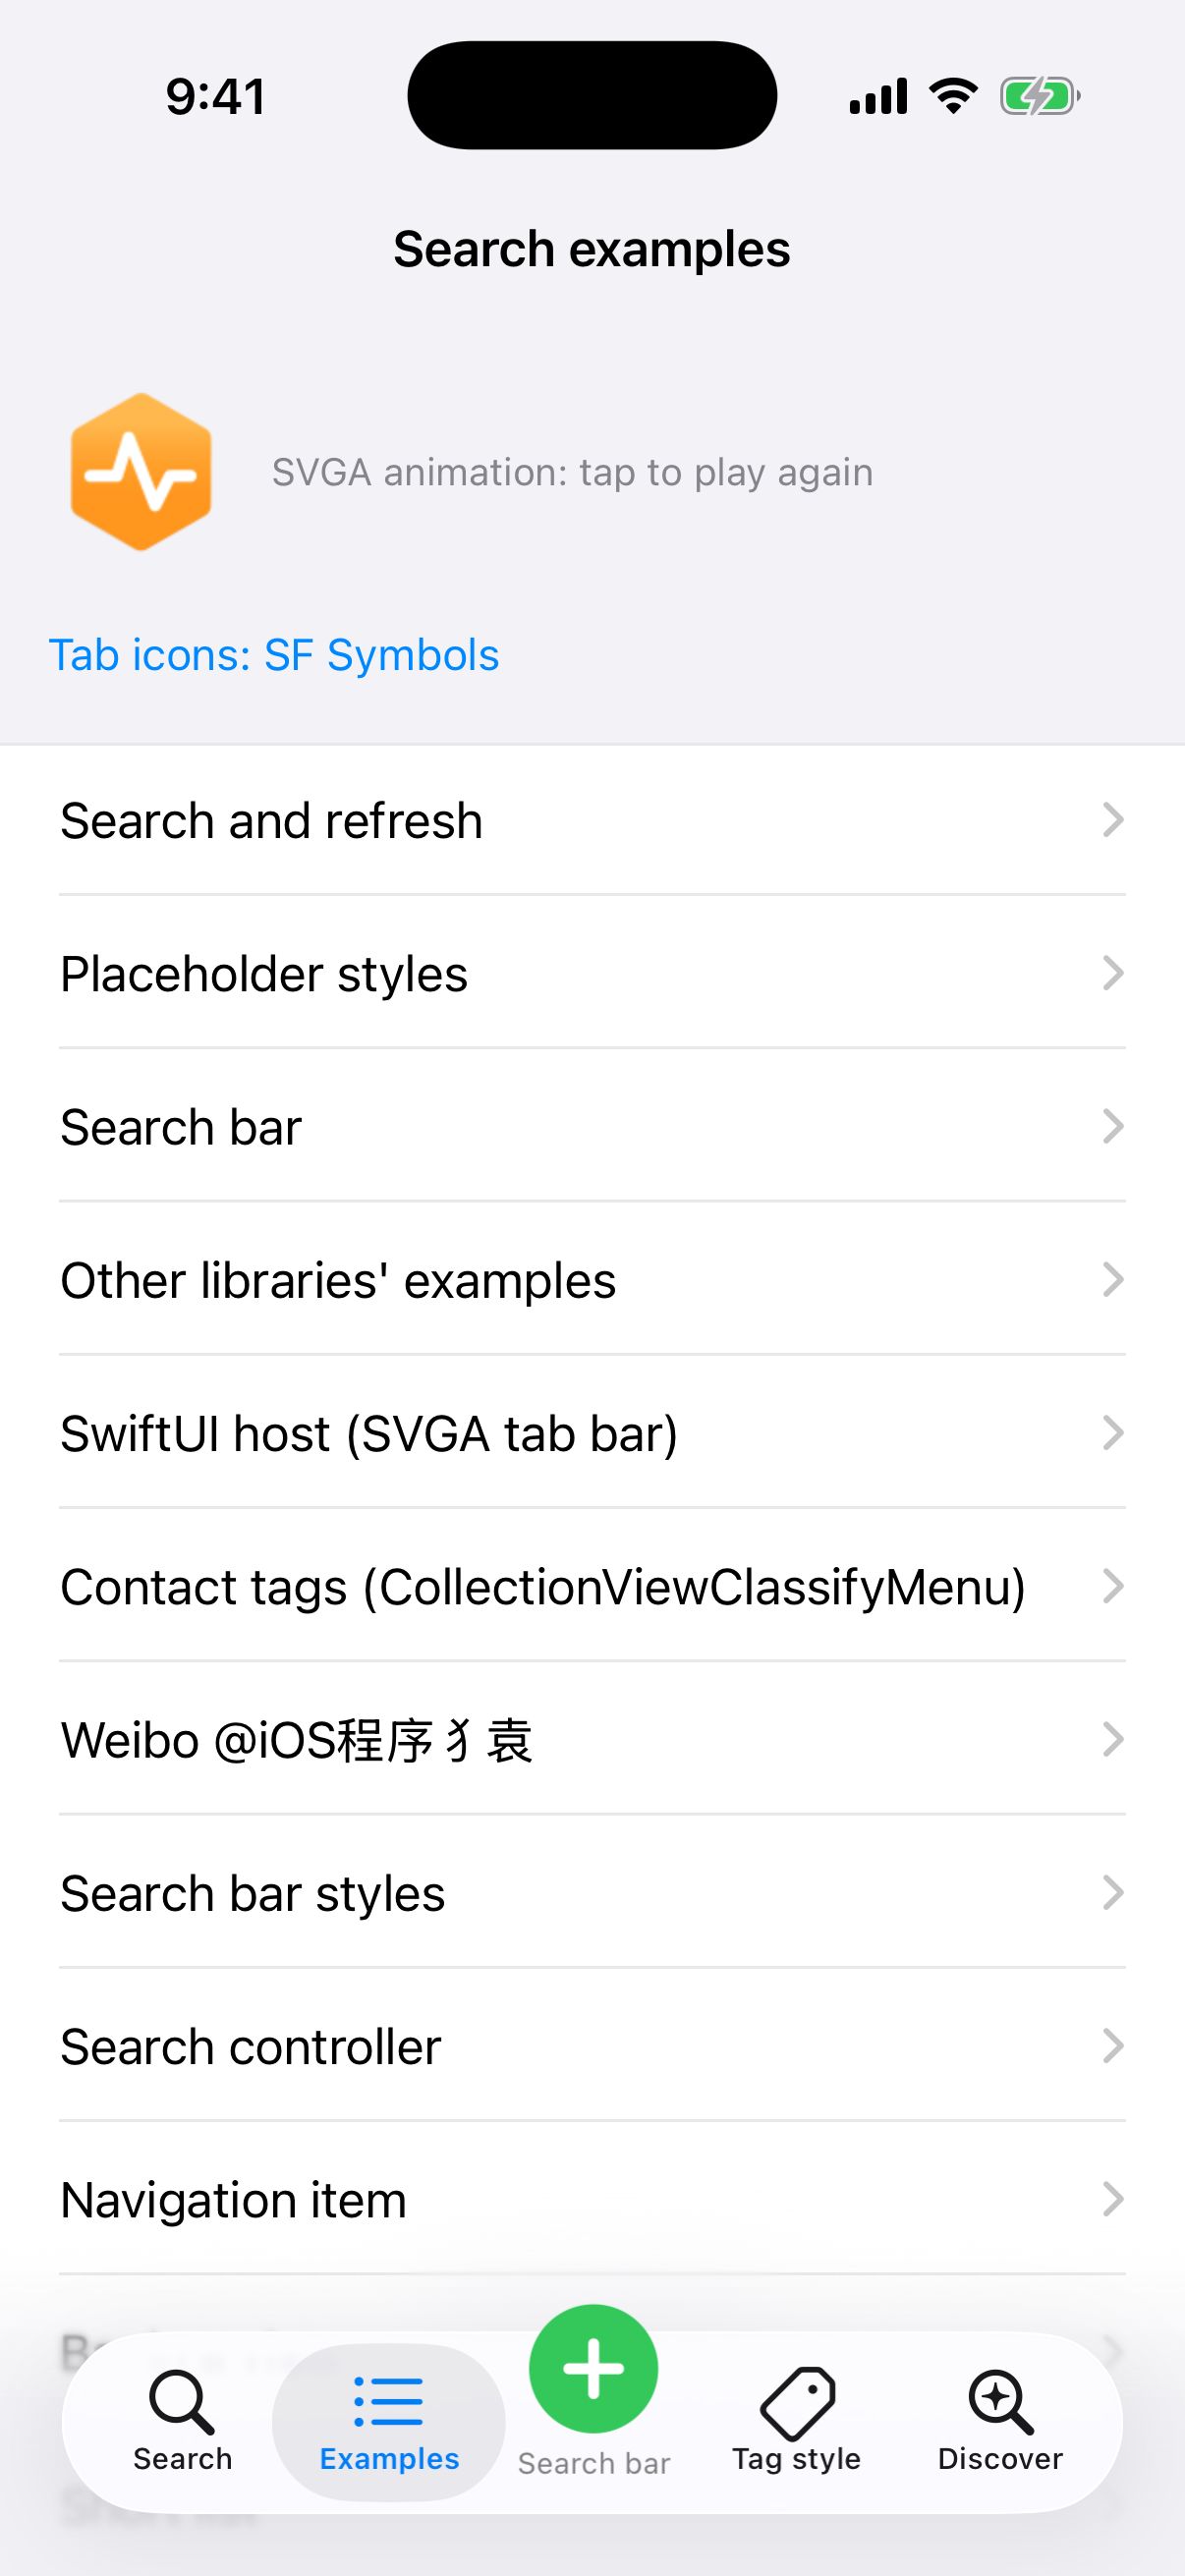 9:41
Search examples
SVGA animation: tap to play again
Tab icons: SF Symbols
Search and refresh
Placeholder styles
Search bar
Other libraries' examples
SwiftUI host (SVGA tab bar)
Contact tags (CollectionViewClassifyMenu)
Weibo @iOS程序犭袁
Search bar styles
Search controller
Navigation item
Search
Examples
Search bar
Tag style
Discover